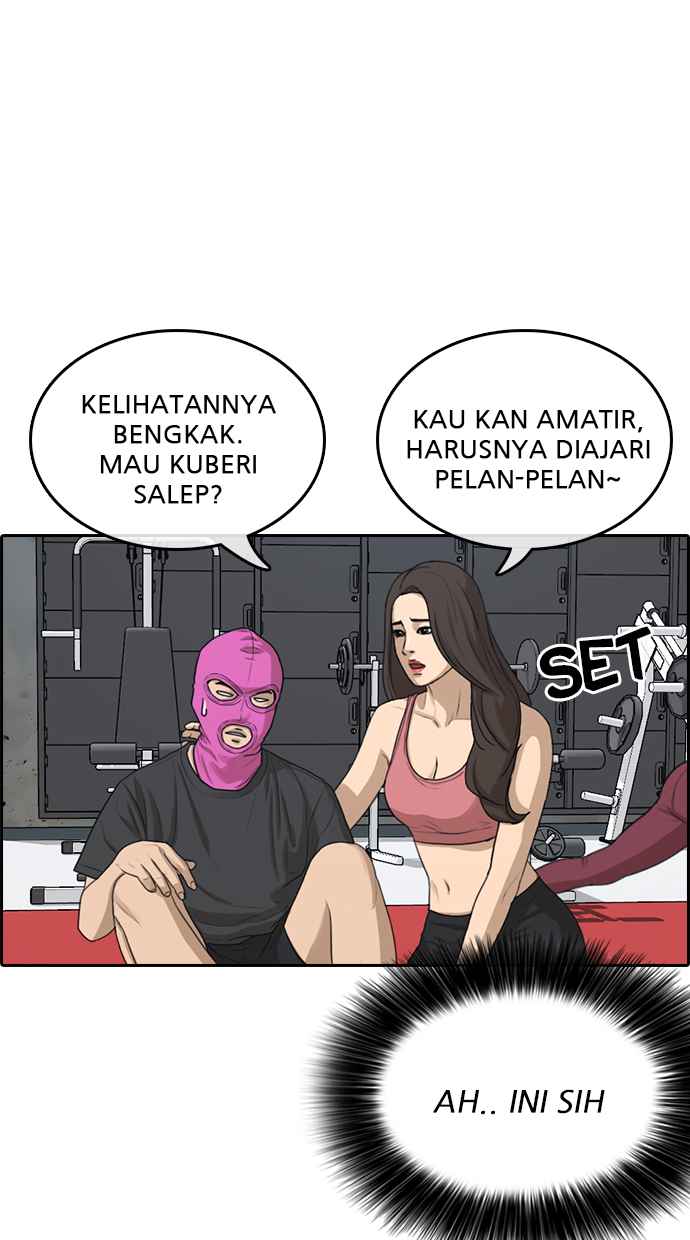 KELIHATANNYA
BENGKAK.
MAU KUBERI
SALEP?
KAU KAN AMATIR,
HARUSNYA DIAJARI
PELAN-PELAN~
SET
AH.. INI SIH